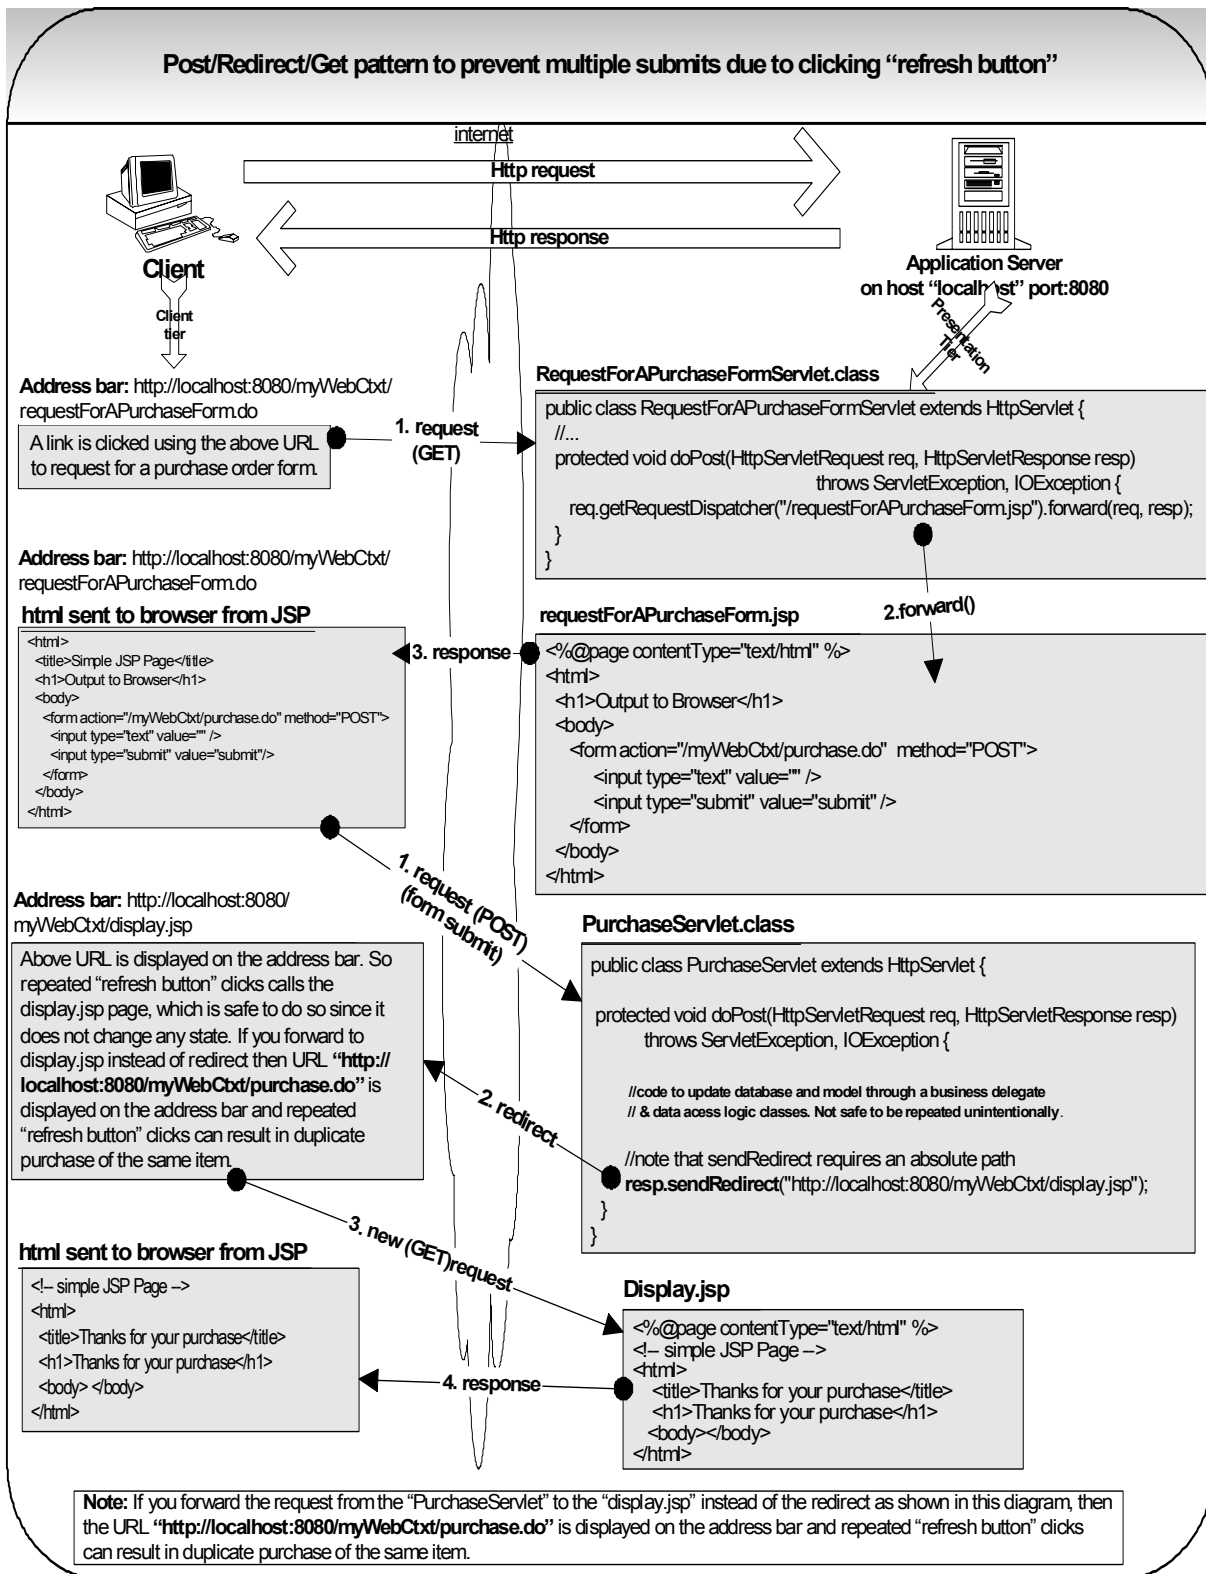 Post/Redirect/Get pattern to prevent multiple submits due to clicking “refresh button”
internet
Http request
Http response
Client
Application Server
on host “localhost” port:8080
Client
tier
Presentation
Tier
Address bar: http://localhost:8080/myWebCtxt/
requestForAPurchaseForm.do
A link is clicked using the above URL
to request for a purchase order form.
1. request
(GET)
RequestForAPurchaseFormServlet.class
public class RequestForAPurchaseFormServlet extends HttpServlet {
//...
protected void doPost(HttpServletRequest req, HttpServletResponse resp)
throws ServletException, IOException {
req.getRequestDispatcher("/requestForAPurchaseForm.jsp").forward(req, resp);
}
}
2.forward()
Address bar: http://localhost:8080/myWebCtxt/
requestForAPurchaseForm.do
html sent to browser from JSP
<html>
<title>Simple JSP Page</title>
<h1>Output to Browser</h1>
<body>
<form action="/myWebCtxt/purchase.do" method="POST">
<input type="text" value="" />
<input type="submit" value="submit"/>
</form>
</body>
</html>
3. response
requestForAPurchaseForm.jsp
<%@page contentType="text/html" %>
<html>
<h1>Output to Browser</h1>
<body>
<form action="/myWebCtxt/purchase.do" method="POST">
<input type="text" value="" />
<input type="submit" value="submit" />
</form>
</body>
</html>
1. request (POST)
(form submit)
Address bar: http://localhost:8080/
myWebCtxt/display.jsp
Above URL is displayed on the address bar. So
repeated “refresh button” clicks calls the
display.jsp page, which is safe to do so since it
does not change any state. If you forward to
display.jsp instead of redirect then URL “http://
localhost:8080/myWebCtxt/purchase.do” is
displayed on the address bar and repeated
“refresh button” clicks can result in duplicate
purchase of the same item.
2. redirect
PurchaseServlet.class
public class PurchaseServlet extends HttpServlet {
protected void doPost(HttpServletRequest req, HttpServletResponse resp)
throws ServletException, IOException {
//code to update database and model through a business delegate
// & data acess logic classes. Not safe to be repeated unintentionally.
//note that sendRedirect requires an absolute path
resp.sendRedirect("http://localhost:8080/myWebCtxt/display.jsp");
}
}
3. new (GET)request
html sent to browser from JSP
<!-- simple JSP Page -->
<html>
<title>Thanks for your purchase</title>
<h1>Thanks for your purchase</h1>
<body> </body>
</html>
4. response
Display.jsp
<%@page contentType="text/html" %>
<!-- simple JSP Page -->
<html>
<title>Thanks for your purchase</title>
<h1>Thanks for your purchase</h1>
<body></body>
</html>
Note: If you forward the request from the “PurchaseServlet” to the “display.jsp” instead of the redirect as shown in this diagram, then
the URL “http://localhost:8080/myWebCtxt/purchase.do” is displayed on the address bar and repeated “refresh button” clicks
can result in duplicate purchase of the same item.